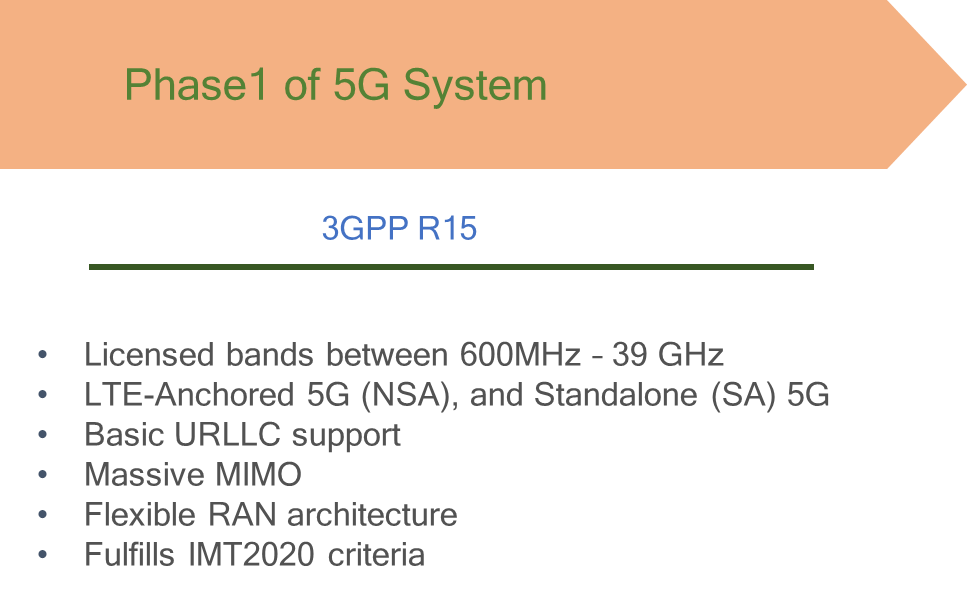 Phase1 of 5G System
3GPP R15
• Licensed bands between 600MHz - 39 GHz
• LTE-Anchored 5G (NSA), and Standalone (SA) 5G
• Basic URLLC support
• Massive MIMO
• Flexible RAN architecture
• Fulfills IMT2020 criteria